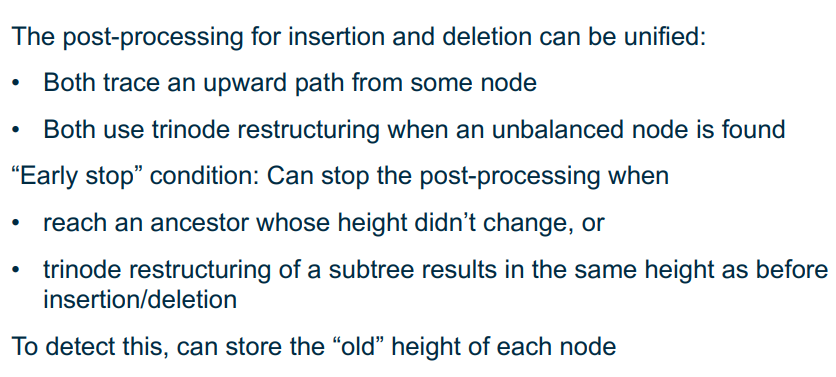 The post-processing for insertion and deletion can be unified:
• Both trace an upward path from some node
• Both use trinode restructuring when an unbalanced node is found
“Early stop” condition: Can stop the post-processing when
• reach an ancestor whose height didn’t change, or
• trinode restructuring of a subtree results in the same height as before
insertion/deletion
To detect this, can store the “old” height of each node